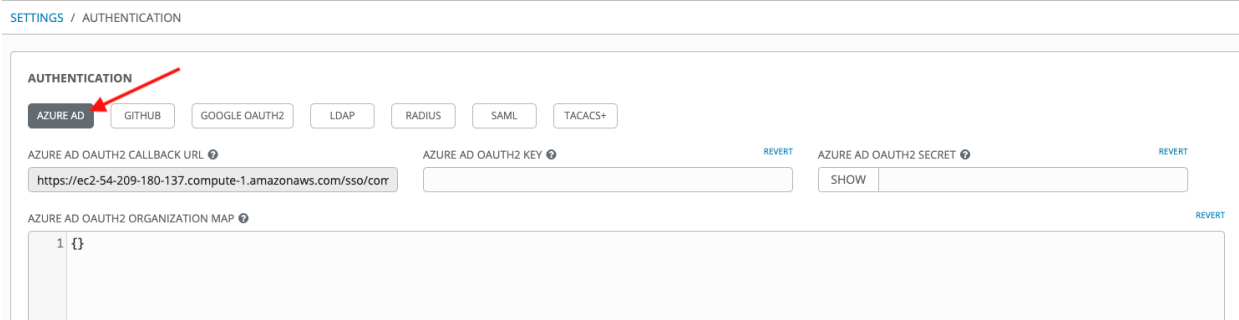 SETTINGS / AUTHENTICATION
AUTHENTICATION
AZURE AD GITHUB GOOGLE OAUTH2 LDAP RADIUS SAML TACACS+
AZURE AD OAUTH2 CALLBACK URL ? AZURE AD OAUTH2 KEY ? REVERT AZURE AD OAUTH2 SECRET ? REVERT
https://ec2-54-209-180-137.compute-1.amazonaws.com/sso/com SHOW
AZURE AD OAUTH2 ORGANIZATION MAP ? REVERT
1 {}